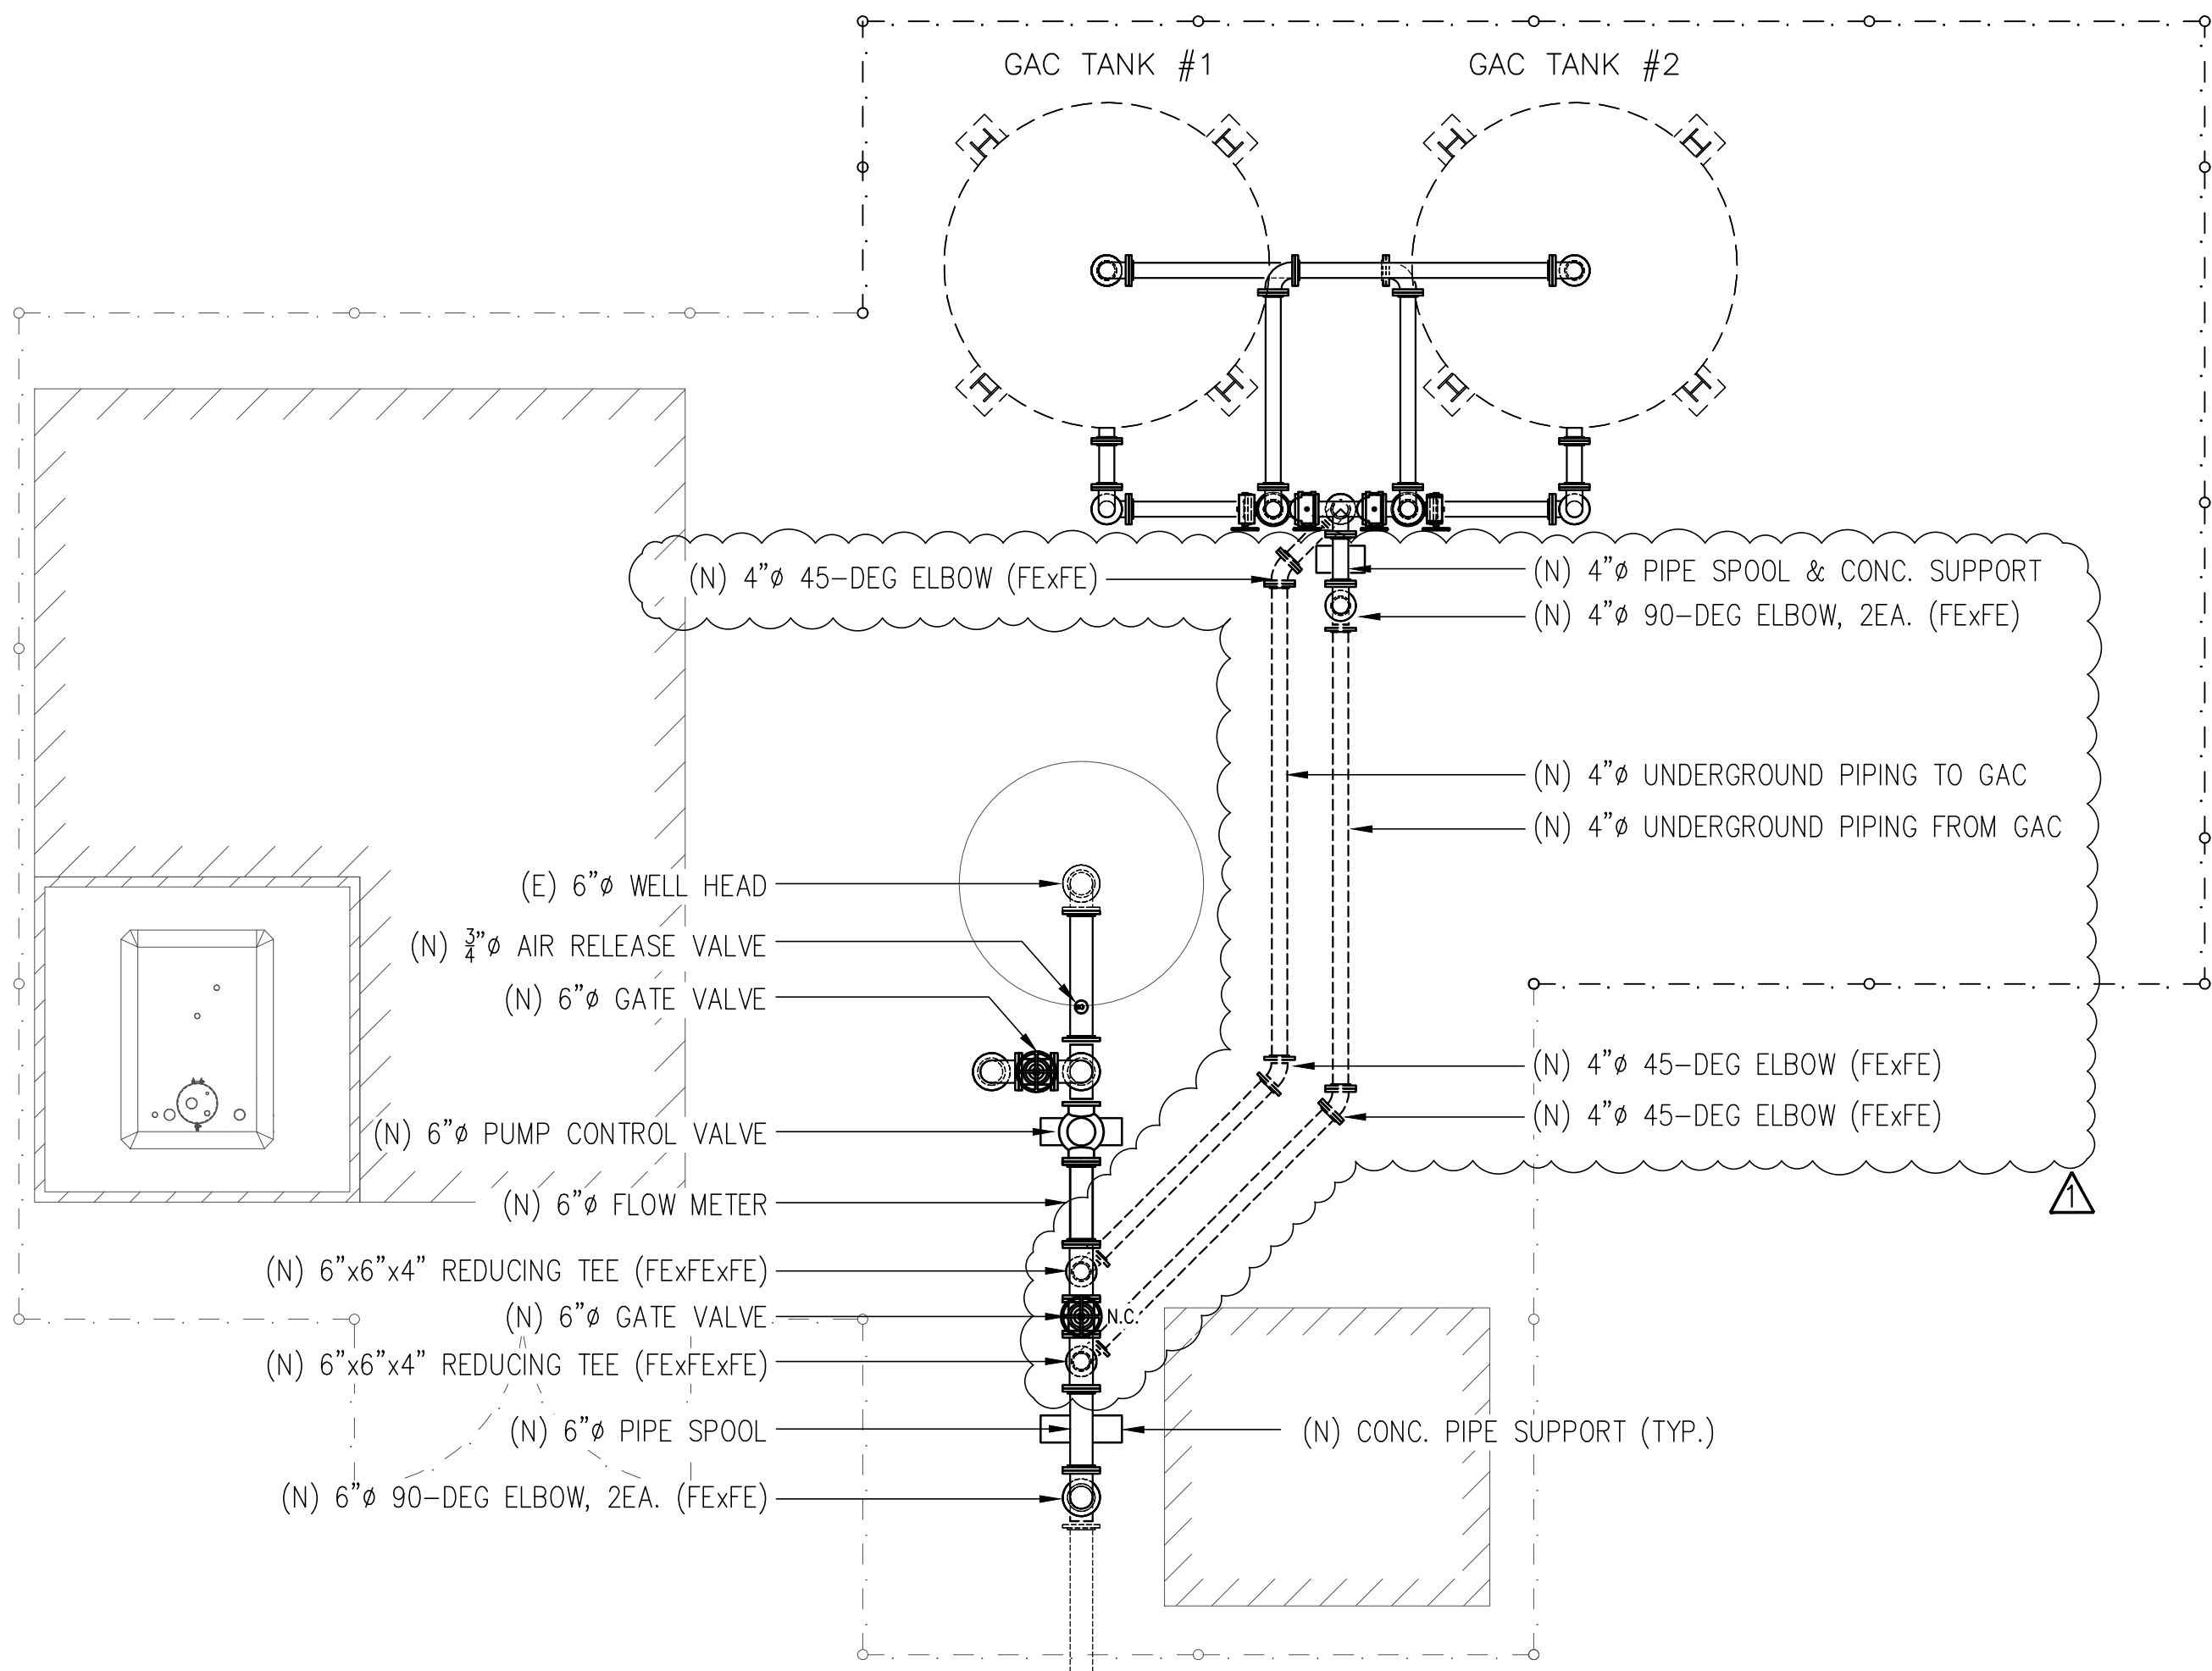 GAC TANK #1
GAC TANK #2
(N) 4"ø 45-DEG ELBOW (FExFE)
(N) 4"ø PIPE SPOOL & CONC. SUPPORT
(N) 4"ø 90-DEG ELBOW, 2EA. (FExFE)
(N) 4"ø UNDERGROUND PIPING TO GAC
(N) 4"ø UNDERGROUND PIPING FROM GAC
(E) 6"ø WELL HEAD
(N) 3/4"ø AIR RELEASE VALVE
(N) 6"ø GATE VALVE
(N) 4"ø 45-DEG ELBOW (FExFE)
(N) 4"ø 45-DEG ELBOW (FExFE)
(N) 6"ø PUMP CONTROL VALVE
1
(N) 6"ø FLOW METER
(N) 6"x6"x4" REDUCING TEE (FExFExFE)
(N) 6"ø GATE VALVE
N.C.
(N) 6"x6"x4" REDUCING TEE (FExFExFE)
(N) 6"ø PIPE SPOOL
(N) CONC. PIPE SUPPORT (TYP.)
(N) 6"ø 90-DEG ELBOW, 2EA. (FExFE)